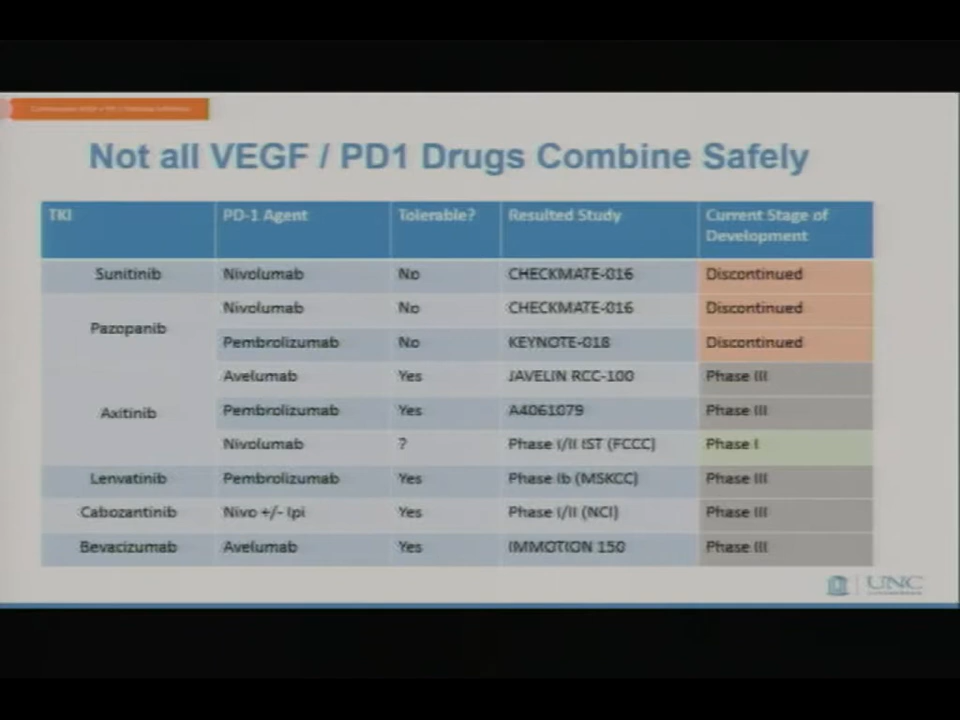 Not all VEGF / PD1 Drugs Combine Safely
TKI PD-1 Agent Tolerable? Resulted Study Current Stage of
Development
Sunitinib Nivolumab No CHECKMATE-016 Discontinued
Nivolumab No CHECKMATE-016 Discontinued
Pazopanib
Pembrolizumab No KEYNOTE-018 Discontinued
Avelumab Yes JAVELIN RCC-100 Phase III
Axitinib Pembrolizumab Yes A4061079 Phase III
Nivolumab ? Phase I/II IST (FCCC) Phase I
Lenvatinib Pembrolizumab Yes Phase Ib (MSKCC) Phase III
Cabozantinib Nivo +/- Ipi Yes Phase I/II (NCI) Phase III
Bevacizumab Avelumab Yes IMMOTION 150 Phase III
UNC